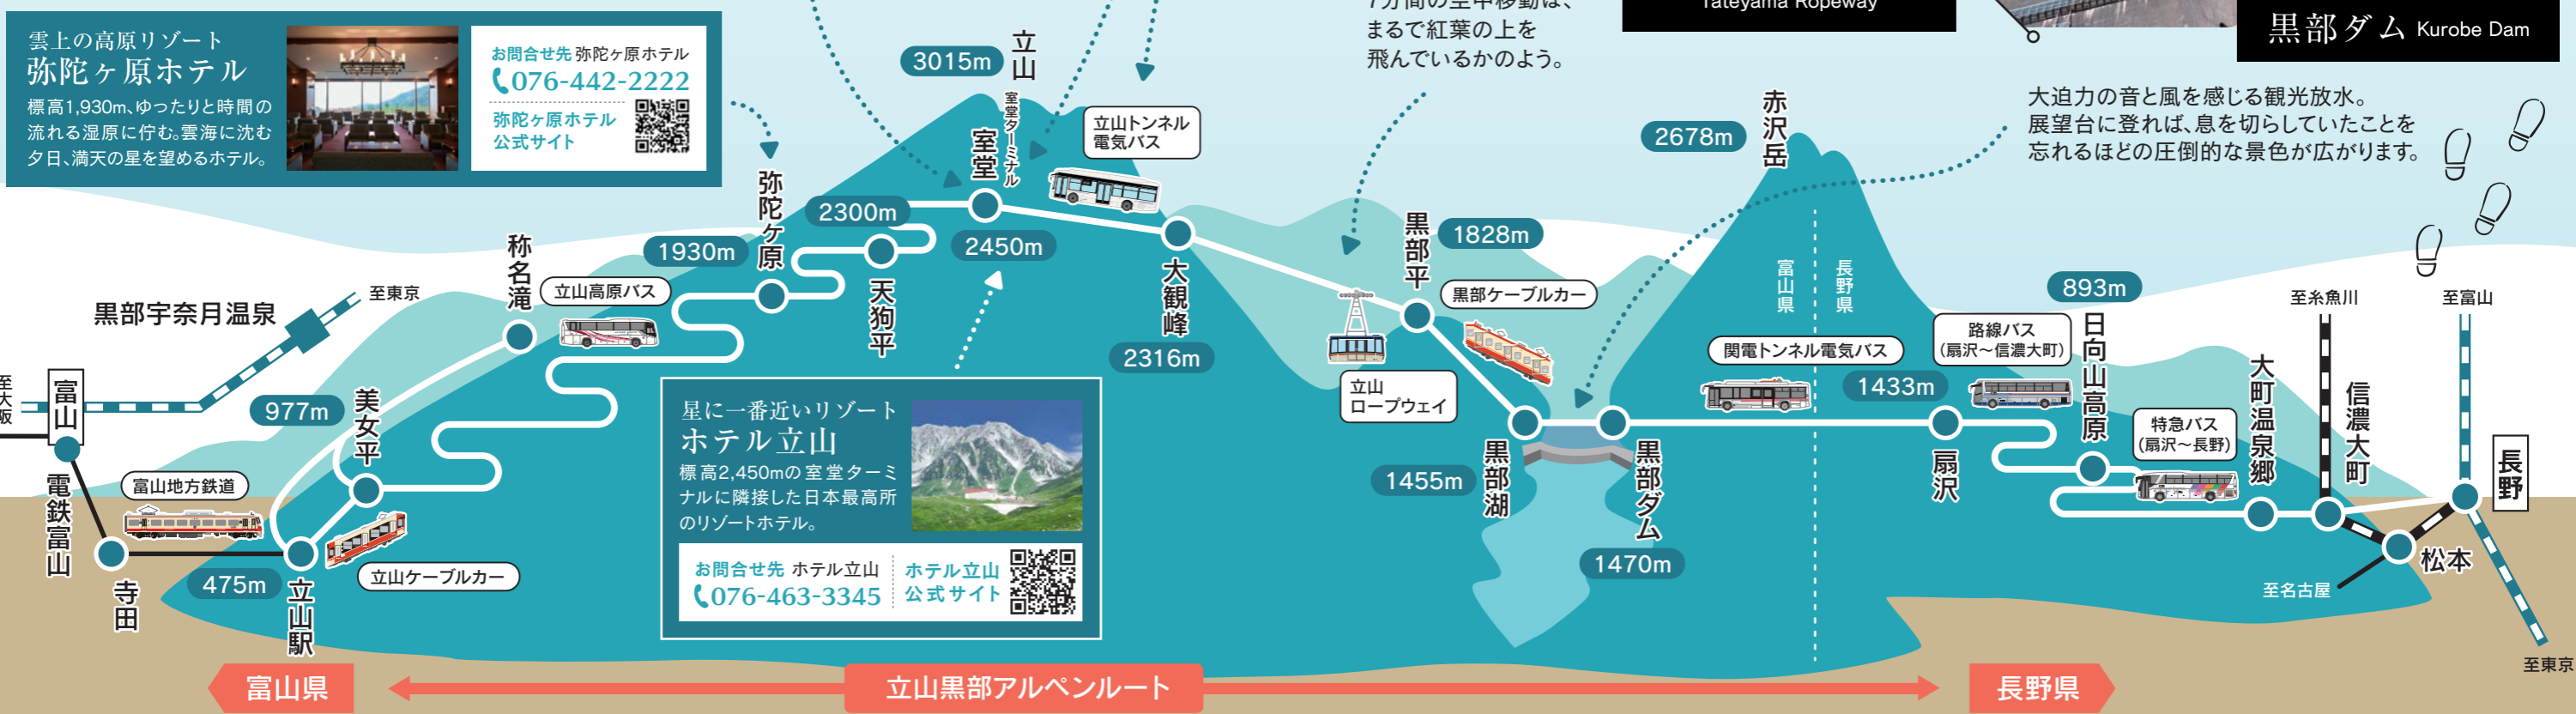 雲上の高原リゾート
弥陀ヶ原ホテル
標高1,930m、ゆったりと時間の
流れる湿原に佇む。雲海に沈む
夕日、満天の星を望めるホテル。
お問合せ先 弥陀ヶ原ホテル
076-442-2222
弥陀ヶ原ホテル
公式サイト
7分間の空中移動は、
まるで紅葉の上を
飛んでいるかのよう。
Tateyama Ropeway
黒部ダム Kurobe Dam
大迫力の音と風を感じる観光放水。
展望台に登れば、息を切らしていたことを
忘れるほどの圧倒的な景色が広がります。
至大阪
富山
電鉄富山
黒部宇奈月温泉
至東京
富山地方鉄道
寺田
475m
立山駅
立山ケーブルカー
977m
美女平
称名滝
立山高原バス
1930m
弥陀ヶ原
2300m
天狗平
3015m
立山
室堂
室堂ターミナル
2450m
立山トンネル
電気バス
大観峰
2316m
立山
ロープウェイ
黒部平
1828m
黒部ケーブルカー
1455m
黒部湖
黒部ダム
1470m
2678m
赤沢岳
富山県
長野県
関電トンネル電気バス
1433m
扇沢
路線バス
(扇沢～信濃大町)
893m
日向山高原
特急バス
(扇沢～長野)
大町温泉郷
至糸魚川
信濃大町
至富山
長野
松本
至名古屋
至東京
星に一番近いリゾート
ホテル立山
標高2,450mの室堂ターミ
ナルに隣接した日本最高所
のリゾートホテル。
お問合せ先 ホテル立山
076-463-3345
ホテル立山
公式サイト
富山県
立山黒部アルペンルート
長野県